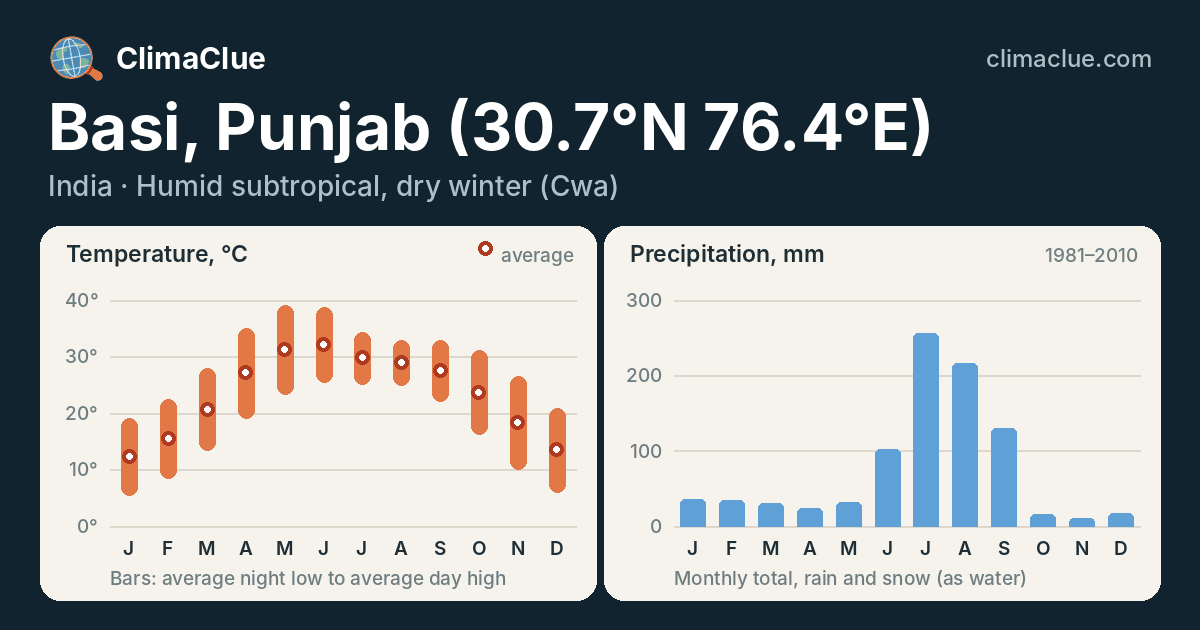 ClimaClue
climaclue.com
Basi, Punjab (30.7°N 76.4°E)
India · Humid subtropical, dry winter (Cwa)
Temperature, °C
average
40°
30°
20°
10°
0°
J F M A M J J A S O N D
Bars: average night low to average day high
Precipitation, mm
1981–2010
300
200
100
0
J F M A M J J A S O N D
Monthly total, rain and snow (as water)